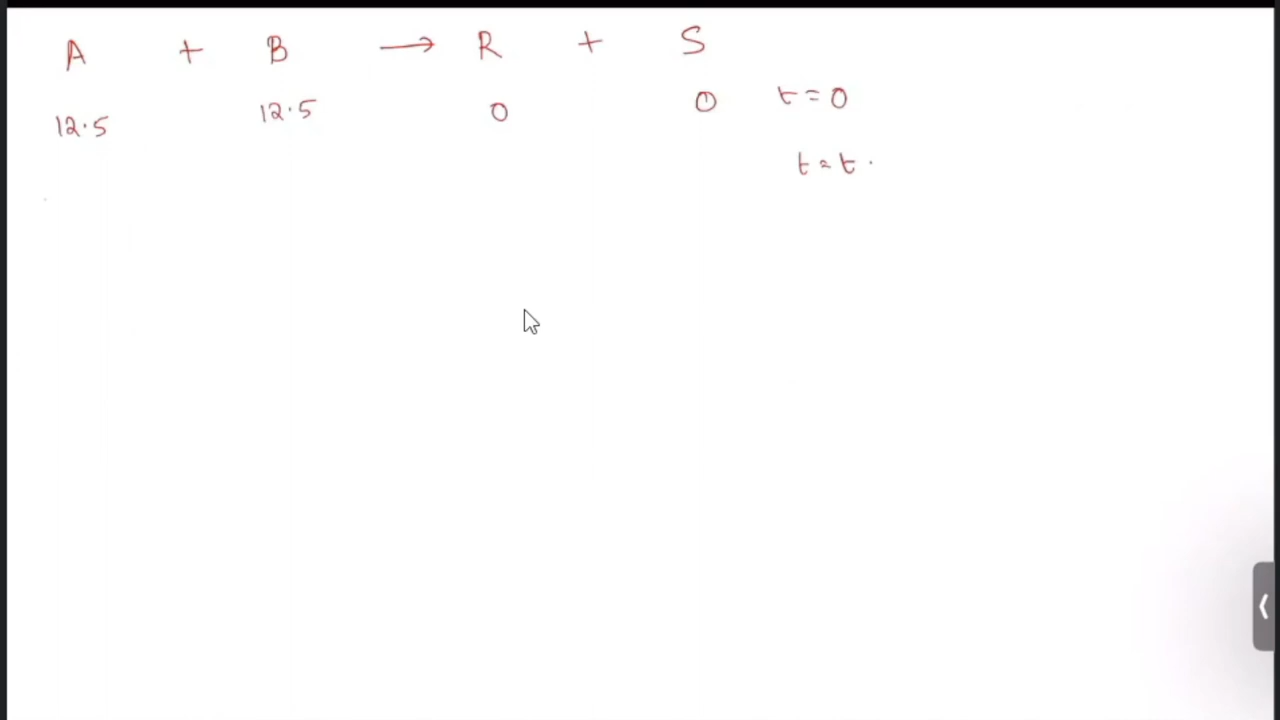 A + B → R + S
12.5 12.5 0 0 t = 0
t = t